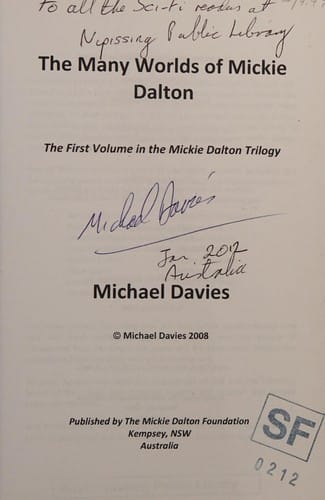 To all the Sci-Fi readers at
Nipissing Public Library
The Many Worlds of Mickie
Dalton
The First Volume in the Mickie Dalton Trilogy
Michael Davies
Jan. 2012
Australia
Michael Davies
© Michael Davies 2008
Published by The Mickie Dalton Foundation
Kempsey, NSW
Australia
SF
0212